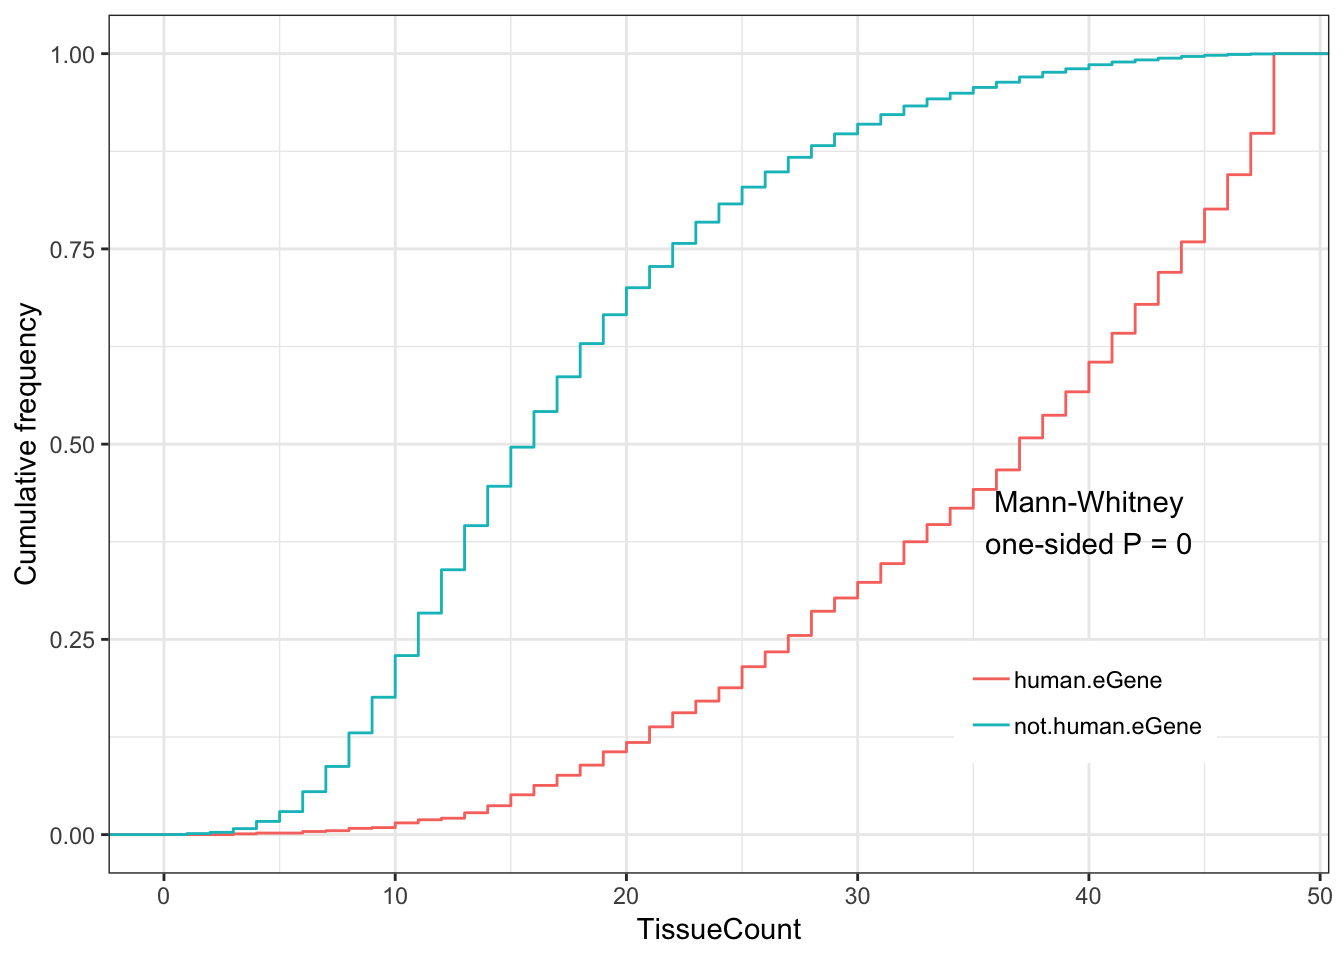 1.00
0.75
0.50
0.25
0.00
Cumulative frequency
Mann-Whitney
one-sided P = 0
human.eGene
not.human.eGene
0 10 20 30 40 50
TissueCount